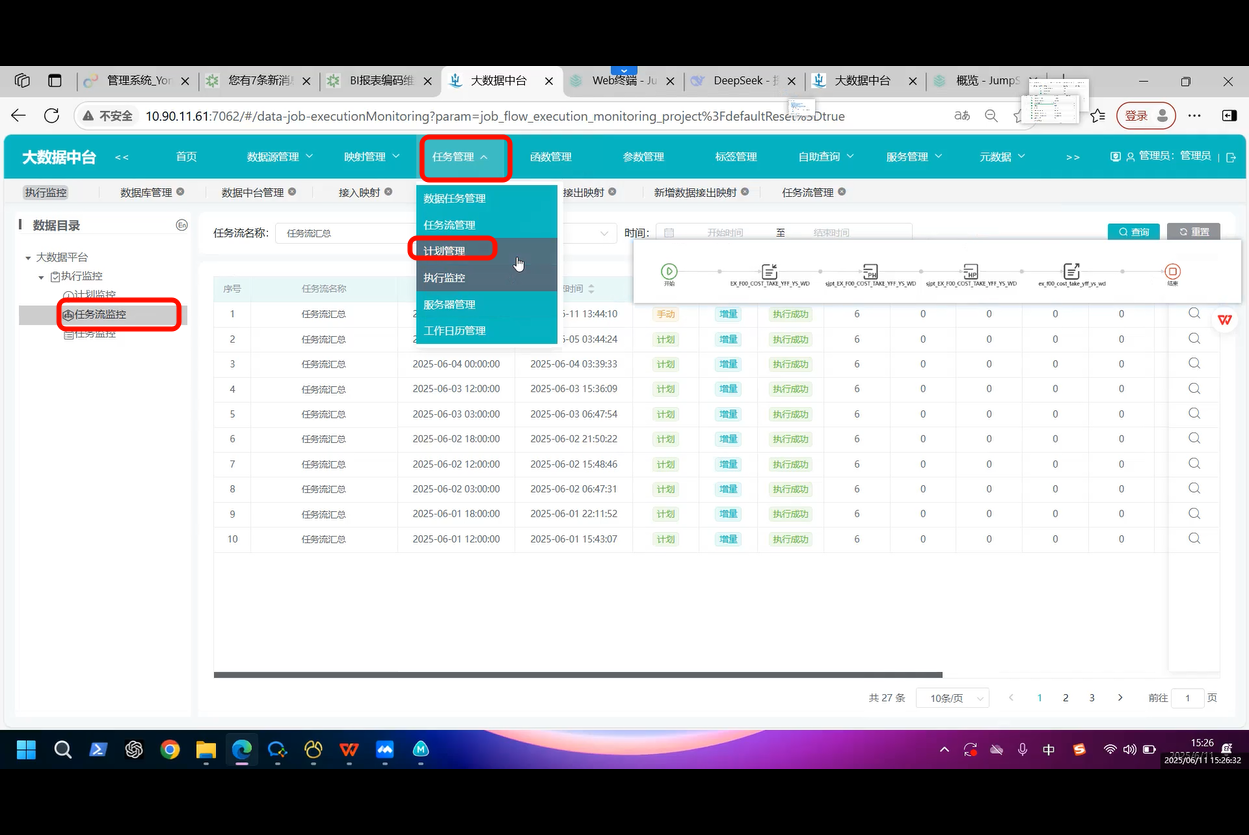 管理系统_Yon
您有7条新消息
BI报表编码维
大数据中台
Web终端 - Ju
DeepSeek - 扌
大数据中台
概览 - JumpS
不安全
10.90.11.61:7062/#/data-job-executionMonitoring?param=job_flow_execution_monitoring_project%3FdefaultReset%3Dtrue
登录
大数据中台
<<
首页
数据源管理
映射管理
任务管理
函数管理
参数管理
标签管理
自助查询
服务管理
元数据
>>
管理员: 管理员
执行监控
数据库管理
数据中台管理
接入映射
接出映射
新增数据接出映射
任务流管理
数据任务管理
任务流管理
计划管理
执行监控
服务器管理
工作日历管理
数据目录
En
大数据平台
执行监控
计划监控
任务流监控
任务监控
任务流名称:
任务流汇总
时间:
开始时间
至
结束时间
查询
重置
开始
EX_F00_COST_TAKE_YFF_YS_WD
sjpt_EX_F00_COST_TAKE_YFF_YS_WD
sjpt_EX_F00_COST_TAKE_YFF_YS_WD
ex_f00_cost_take_yff_ys_wd
结束
序号
任务流名称
时间
1 任务流汇总 -11 13:44:10 手动 增量 执行成功 6 0 0 0 0
2 任务流汇总 -05 03:44:24 计划 增量 执行成功 6 0 0 0 0
3 任务流汇总 2025-06-04 00:00:00 2025-06-04 03:39:33 计划 增量 执行成功 6 0 0 0 0
4 任务流汇总 2025-06-03 12:00:00 2025-06-03 15:36:09 计划 增量 执行成功 6 0 0 0 0
5 任务流汇总 2025-06-03 03:00:00 2025-06-03 06:47:54 计划 增量 执行成功 6 0 0 0 0
6 任务流汇总 2025-06-02 18:00:00 2025-06-02 21:50:22 计划 增量 执行成功 6 0 0 0 0
7 任务流汇总 2025-06-02 12:00:00 2025-06-02 15:48:46 计划 增量 执行成功 6 0 0 0 0
8 任务流汇总 2025-06-02 03:00:00 2025-06-02 06:47:31 计划 增量 执行成功 6 0 0 0 0
9 任务流汇总 2025-06-01 18:00:00 2025-06-01 22:11:52 计划 增量 执行成功 6 0 0 0 0
10 任务流汇总 2025-06-01 12:00:00 2025-06-01 15:43:07 计划 增量 执行成功 6 0 0 0 0
共 27 条
10条/页
1
2
3
前往 1 页
中
15:26
2025/06/11 15:26:32